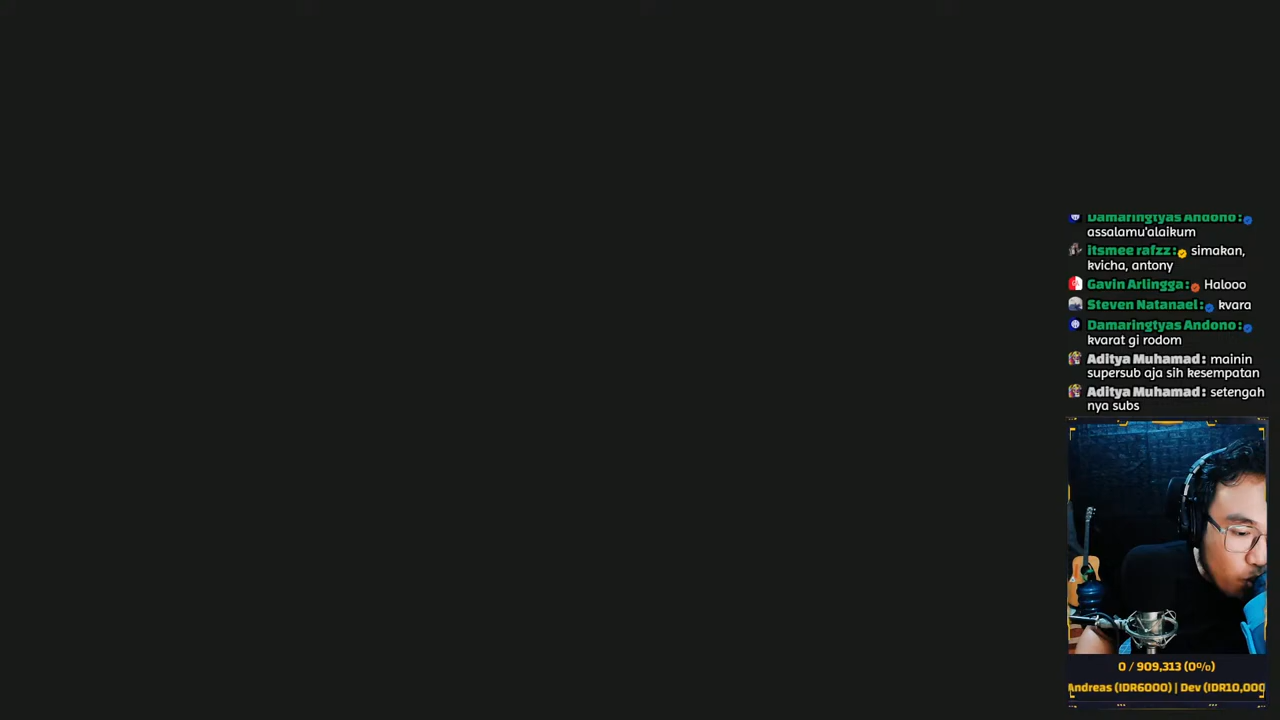 Damaringtyas Andono :
assalamu'alaikum
itsmee rafzz : simakan,
kvicha, antony
Gavin Arlingga : Halooo
Steven Natanael : kvara
Damaringtyas Andono :
kvarat gi rodom
Aditya Muhamad : mainin
supersub aja sih kesempatan
Aditya Muhamad : setengah
nya subs
0 / 909,313 (0%)
Andreas (IDR6000) | Dev (IDR10,000